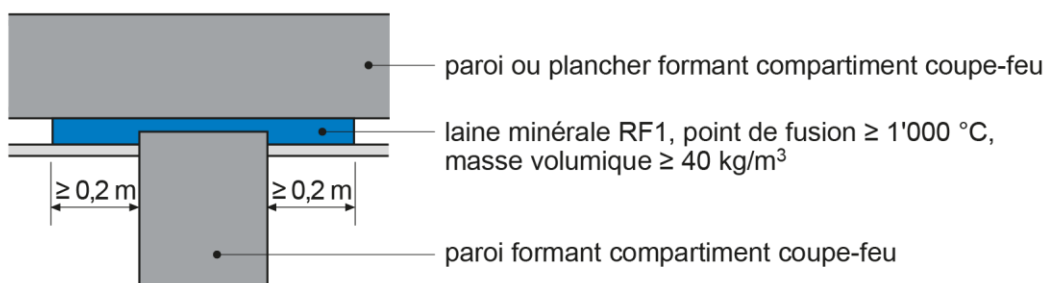 paroi ou plancher formant compartiment coupe-feu
laine minérale RF1, point de fusion ≥ 1'000 °C,
masse volumique ≥ 40 kg/m³
≥ 0,2 m
≥ 0,2 m
paroi formant compartiment coupe-feu